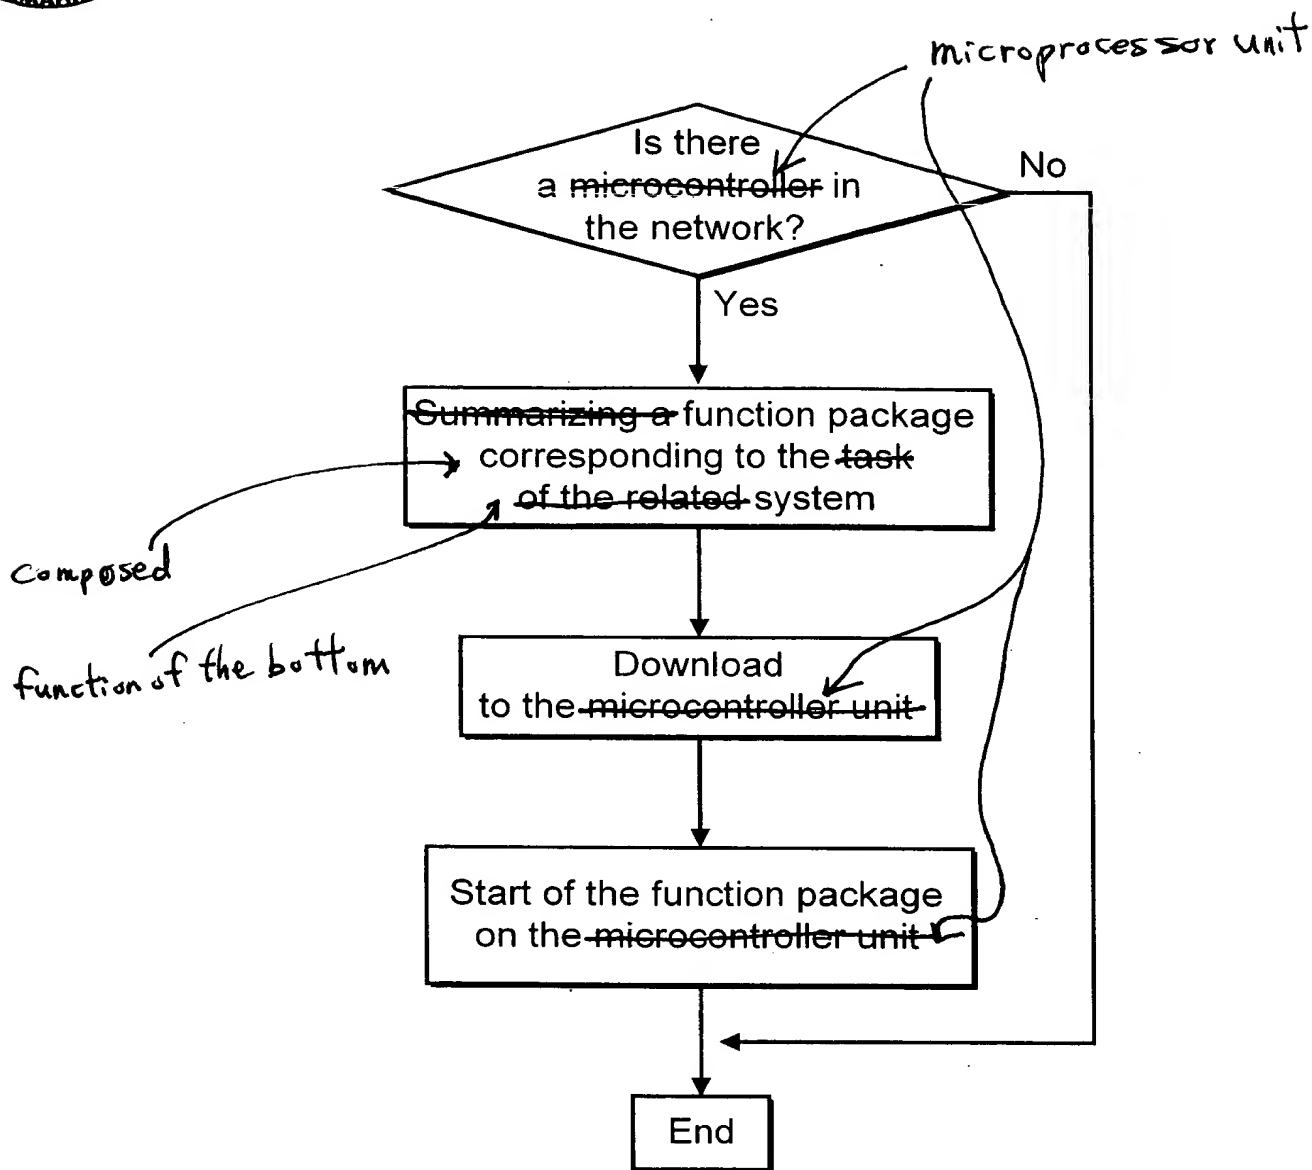 microprocessor unit
Is there
a microcontroller in
the network?
No
Yes
Summarizing a function package
corresponding to the task
of the related system
composed
function of the bottom
Download
to the microcontroller unit
Start of the function package
on the microcontroller unit
End